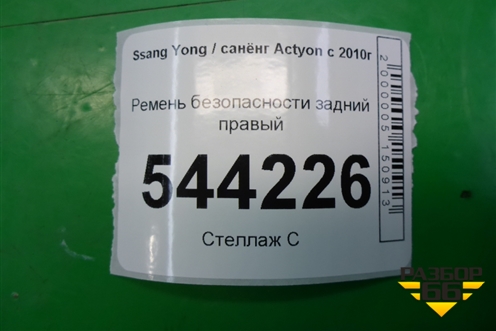 Ssang Yong / санёнг Actyon с 2010г
Ремень безопасности задний
правый
544226
Стеллаж С
2000005150913
РАЗБОР
66